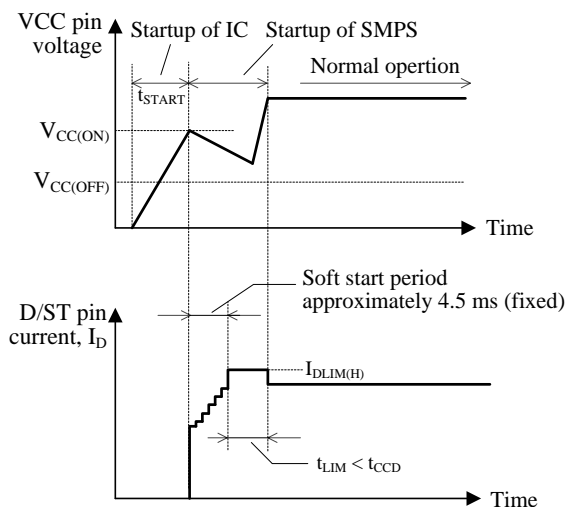 VCC pin
voltage
Startup of IC
Startup of SMPS
Normal opertion
tSTART
VCC(ON)
VCC(OFF)
Time
Soft start period
approximately 4.5 ms (fixed)
D/ST pin
current, ID
IDLIM(H)
tLIM < tCCD
Time